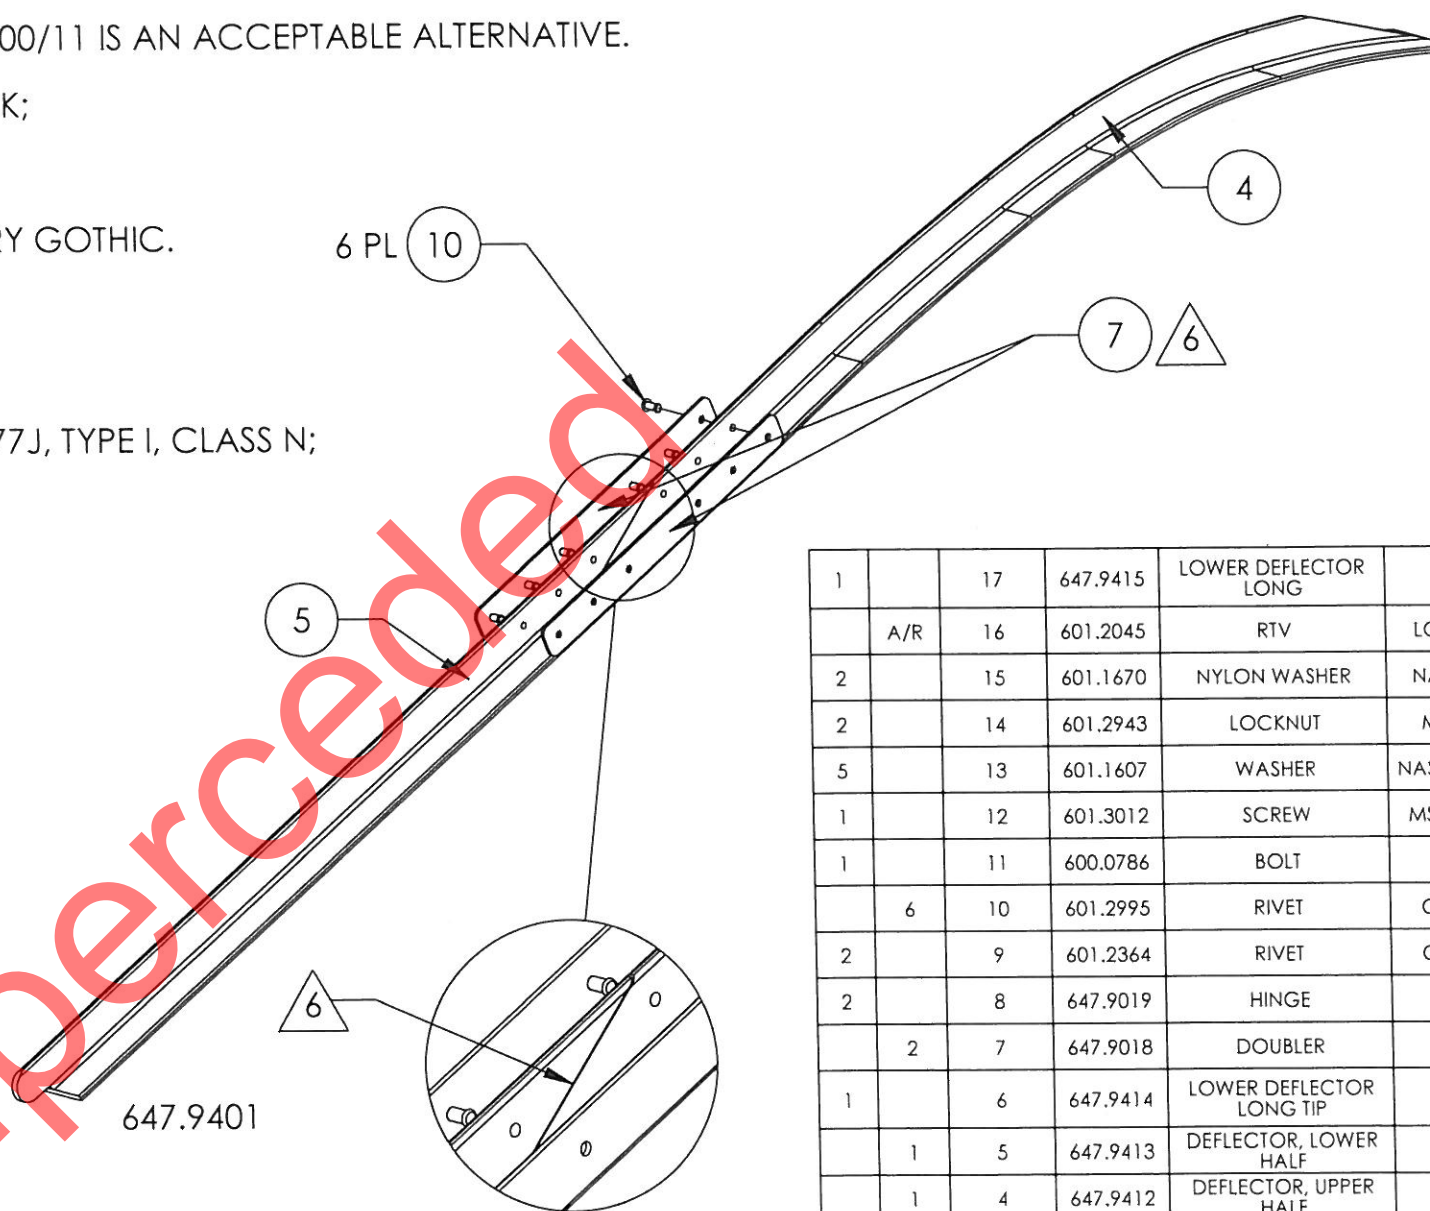 00/11 IS AN ACCEPTABLE ALTERNATIVE.
K;
RY GOTHIC.
6 PL 10
4
7 6
77J, TYPE I, CLASS N;
5
6
647.9401
perceded
1 17 647.9415 LOWER DEFLECTOR LONG
A/R 16 601.2045 RTV
2 15 601.1670 NYLON WASHER
2 14 601.2943 LOCKNUT
5 13 601.1607 WASHER NAS
1 12 601.3012 SCREW MS
1 11 600.0786 BOLT
6 10 601.2995 RIVET
2 9 601.2364 RIVET
2 8 647.9019 HINGE
2 7 647.9018 DOUBLER
1 6 647.9414 LOWER DEFLECTOR LONG TIP
1 5 647.9413 DEFLECTOR, LOWER HALF
1 4 647.9412 DEFLECTOR, UPPER HALF